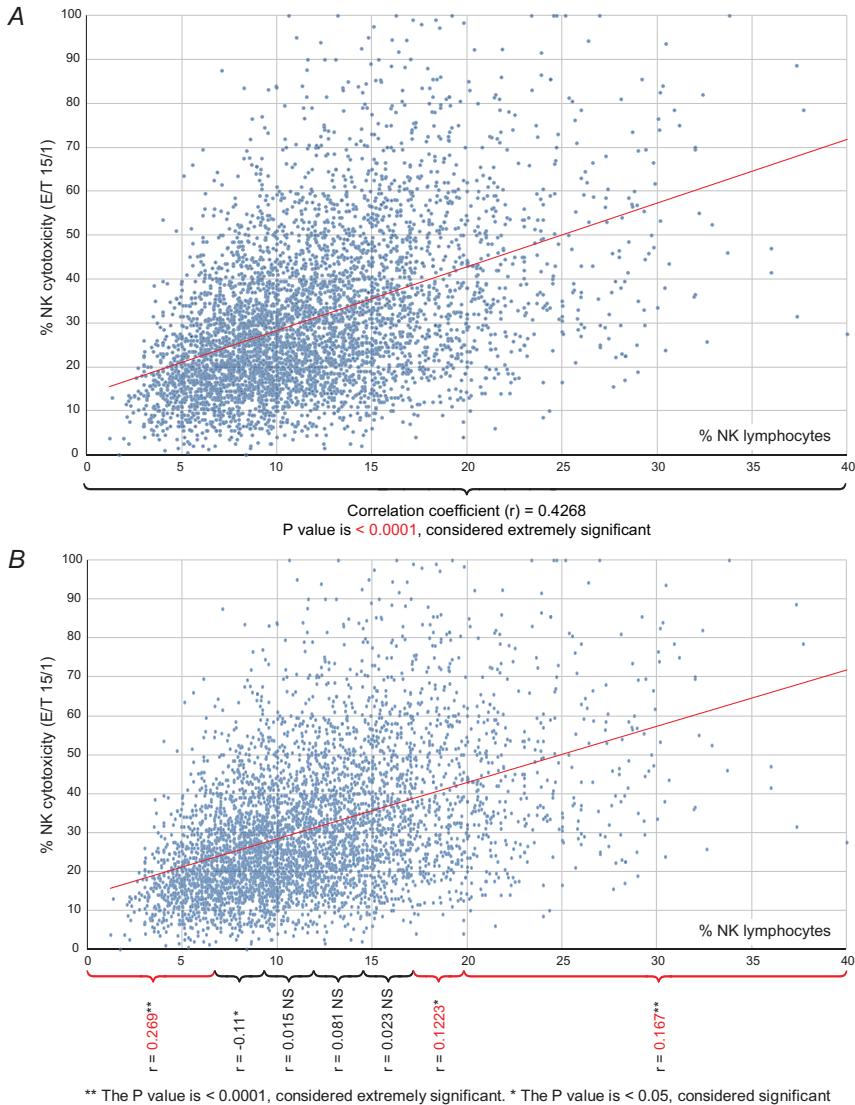 A
100
90
80
70
60
50
40
30
20
10
0
% NK cytotoxicity (E/T 15/1)
% NK lymphocytes
0 5 10 15 20 25 30 35 40
Correlation coefficient (r) = 0.4268
P value is < 0.0001, considered extremely significant
B
100
90
80
70
60
50
40
30
20
10
0
% NK cytotoxicity (E/T 15/1)
% NK lymphocytes
0 5 10 15 20 25 30 35 40
r = 0.269**
r = -0.11*
r = 0.015 NS
r = 0.081 NS
r = 0.023 NS
r = 0.1223*
r = 0.167**
** The P value is < 0.0001, considered extremely significant. * The P value is < 0.05, considered significant